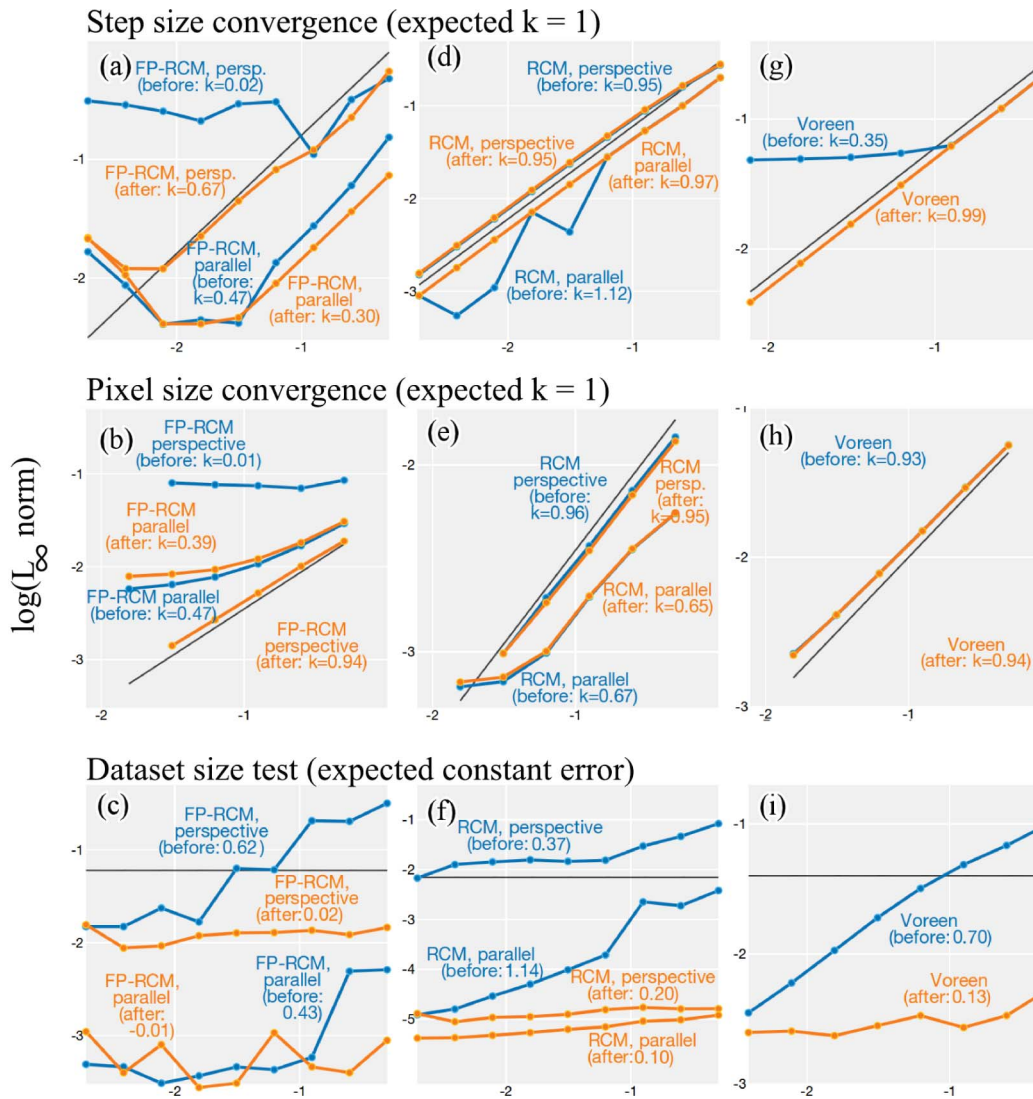 Step size convergence (expected k = 1)
(a)
FP-RCM, persp.
(before: k=0.02)
-1
FP-RCM, persp.
(after: k=0.67)
-2
FP-RCM,
parallel
(before:
k=0.47)
FP-RCM,
parallel
(after:
k=0.30)
-2
-1
(d)
RCM, perspective
(before: k=0.95)
-1
RCM, perspective
(after: k=0.95)
RCM,
parallel
(after: k=0.97)
-2
-3
RCM, parallel
(before: k=1.12)
-2
-1
(g)
-1
Voreen
(before: k=0.35)
Voreen
(after: k=0.99)
-2
-2
-1
Pixel size convergence (expected k = 1)
log(L∞ norm)
(b)
FP-RCM
perspective
(before: k=0.01)
-1
FP-RCM
parallel
(after: k=0.39)
-2
FP-RCM parallel
(before: k=0.47)
FP-RCM
perspective
(after: k=0.94)
-3
-2
-1
(e)
-2
RCM
perspective
(before:
k=0.96)
RCM
persp.
(after:
k=0.95)
RCM, parallel
(after: k=0.65)
-3
RCM, parallel
(before: k=0.67)
-2
-1
-1
(h)
Voreen
(before: k=0.93)
-2
Voreen
(after: k=0.94)
-3
-2
-1
Dataset size test (expected constant error)
(c)
FP-RCM,
perspective
(before:0.62)
-1
FP-RCM,
perspective
(after:0.02)
-2
FP-RCM,
parallel
(after:
-0.01)
FP-RCM,
parallel
(before:
0.43)
-3
-2
-1
(f)
-1
RCM, perspective
(before:0.37)
-2
-3
RCM, parallel
(before:1.14)
-4
RCM, perspective
(after:0.20)
-5
RCM, parallel
(after:0.10)
-2
-1
(i)
-1
Voreen
(before:0.70)
-2
Voreen
(after:0.13)
-3
-2
-1